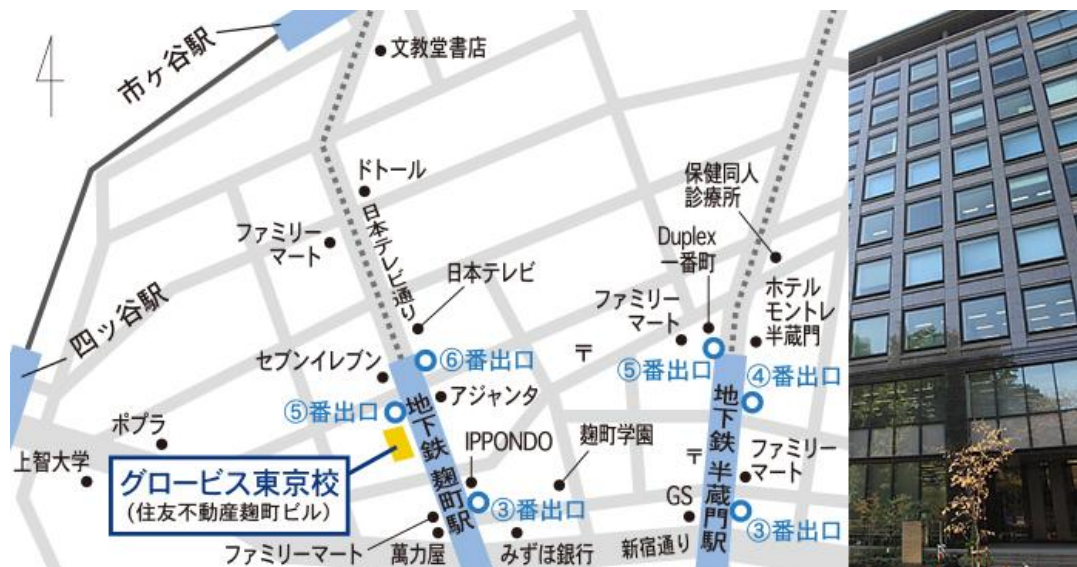 市ヶ谷駅
文教堂書店
ドトール
日本テレビ通り
ファミリー
マート
保健同人
診療所
Duplex
一番町
日本テレビ
四ッ谷駅
ファミリー
マート
ホテル
モントレ
半蔵門
セブンイレブン
⑥番出口
〒
⑤番出口
④番出口
アジャンタ
⑤番出口
地下鉄 麹町駅
地下鉄 半蔵門駅
ポプラ
上智大学
IPPONDO
麹町学園
〒
ファミリー
マート
グロービス東京校
(住友不動産麹町ビル)
③番出口
GS
③番出口
ファミリーマート
萬力屋
みずほ銀行
新宿通り